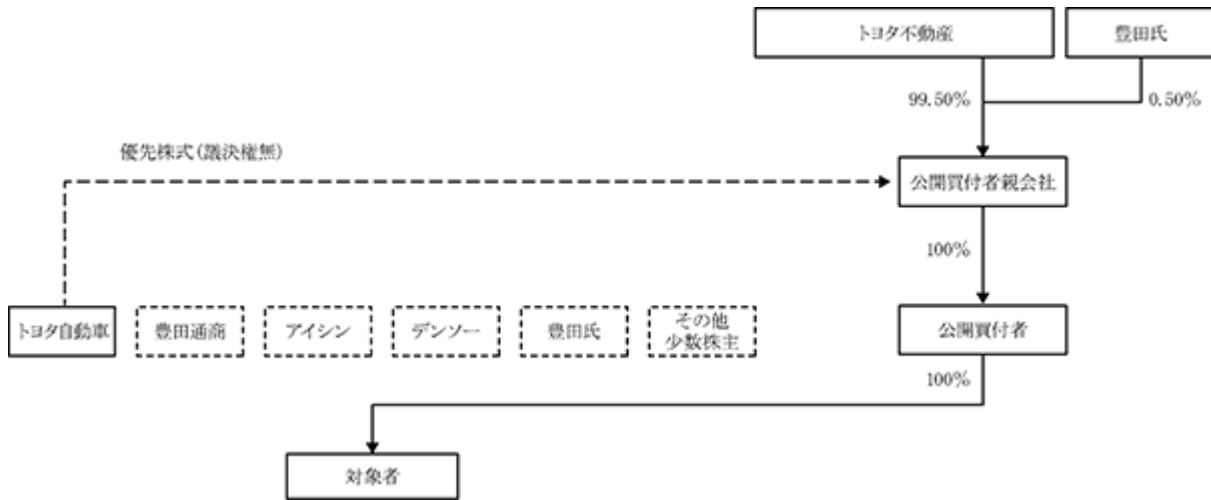 トヨタ不動産
豊田氏
99.50%
0.50%
優先株式(議決権無)
公開買付者親会社
100%
トヨタ自動車
豊田通商
アイシン
デンソー
豊田氏
その他
少数株主
公開買付者
100%
対象者